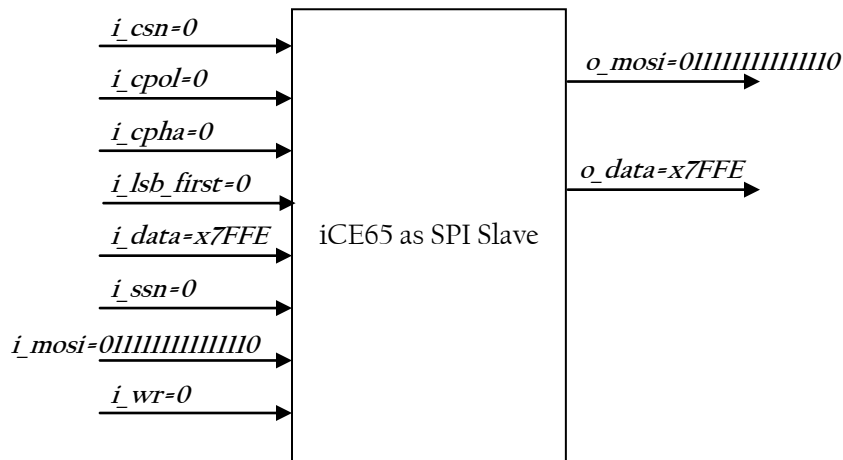 i_csn=0
i_cpol=0
i_cpha=0
i_lsb_first=0
i_data=x7FFE
i_ssn=0
i_mosi=0111111111111110
i_wr=0
iCE65 as SPI Slave
o_mosi=0111111111111110
o_data=x7FFE